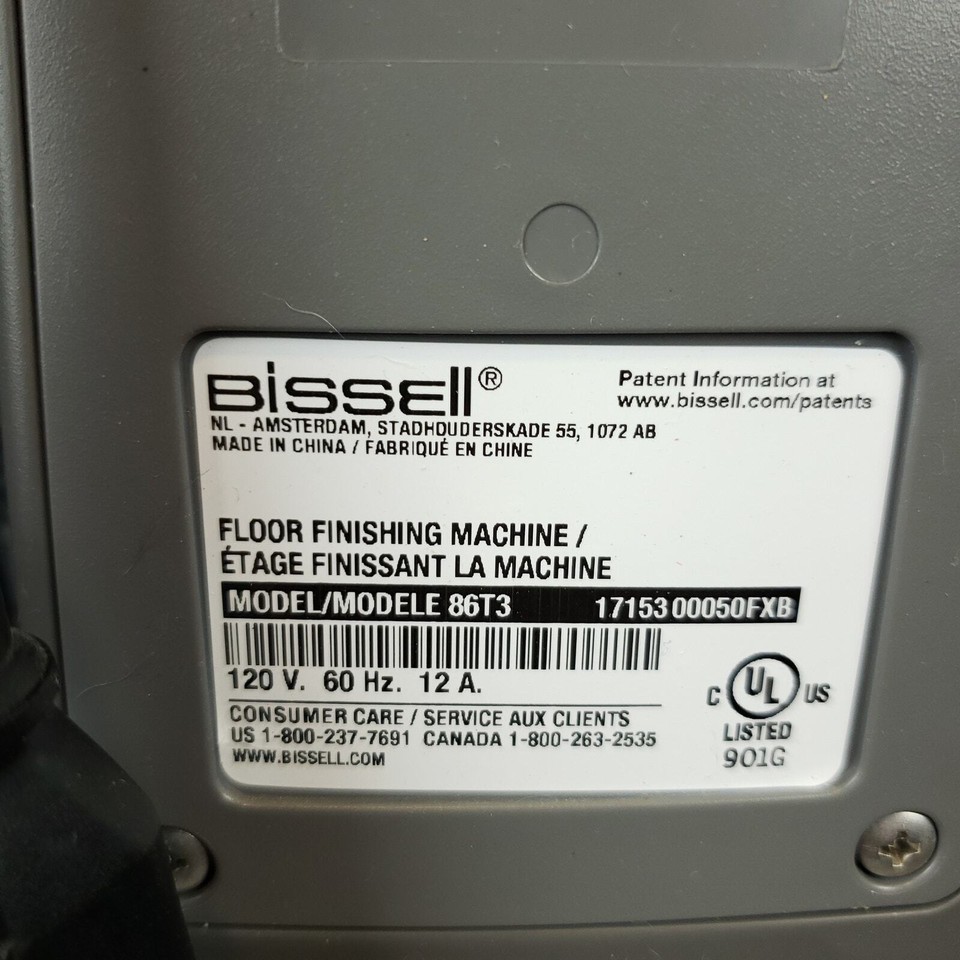 BiSSEll®
Patent Information at
www.bissell.com/patents
NL - AMSTERDAM, STADHOUDERSKADE 55, 1072 AB
MADE IN CHINA / FABRIQUÉ EN CHINE
FLOOR FINISHING MACHINE /
ÉTAGE FINISSANT LA MACHINE
MODEL/MODELE 86T3 17153 00050FXB
120 V. 60 Hz. 12 A.
CONSUMER CARE / SERVICE AUX CLIENTS
US 1-800-237-7691 CANADA 1-800-263-2535
WWW.BISSELL.COM
C UL US
LISTED
901G